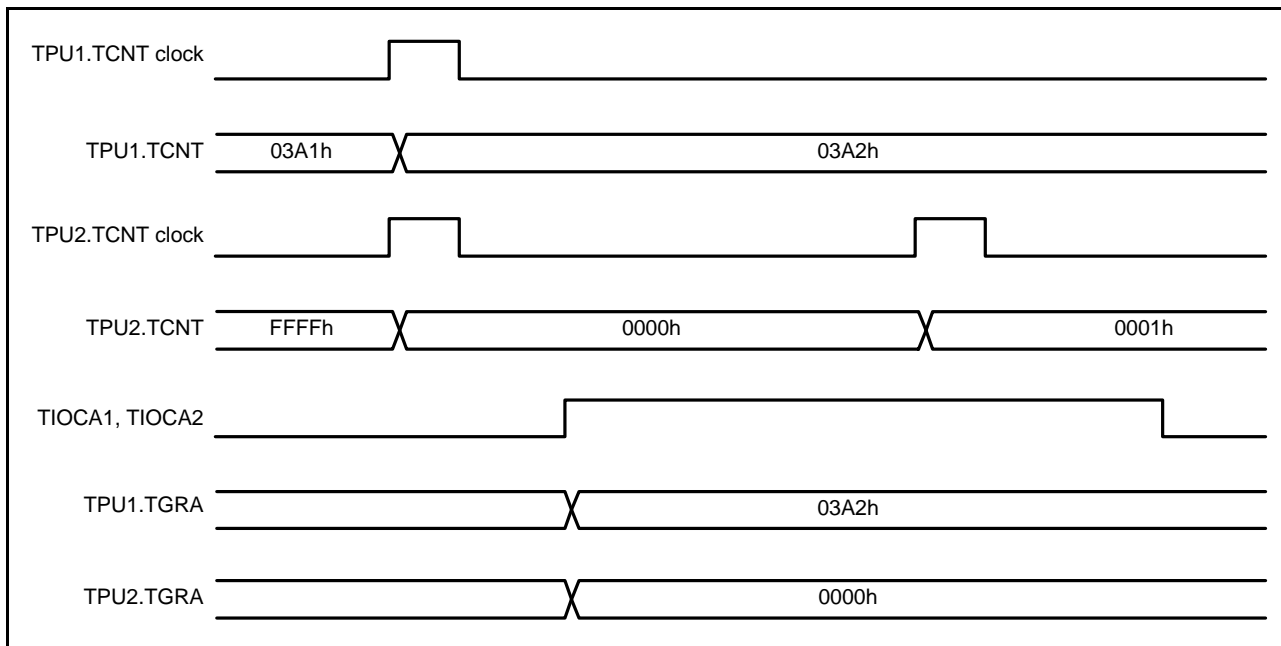 TPU1.TCNT clock
TPU1.TCNT 03A1h 03A2h
TPU2.TCNT clock
TPU2.TCNT FFFFh 0000h 0001h
TIOCA1, TIOCA2
TPU1.TGRA 03A2h
TPU2.TGRA 0000h